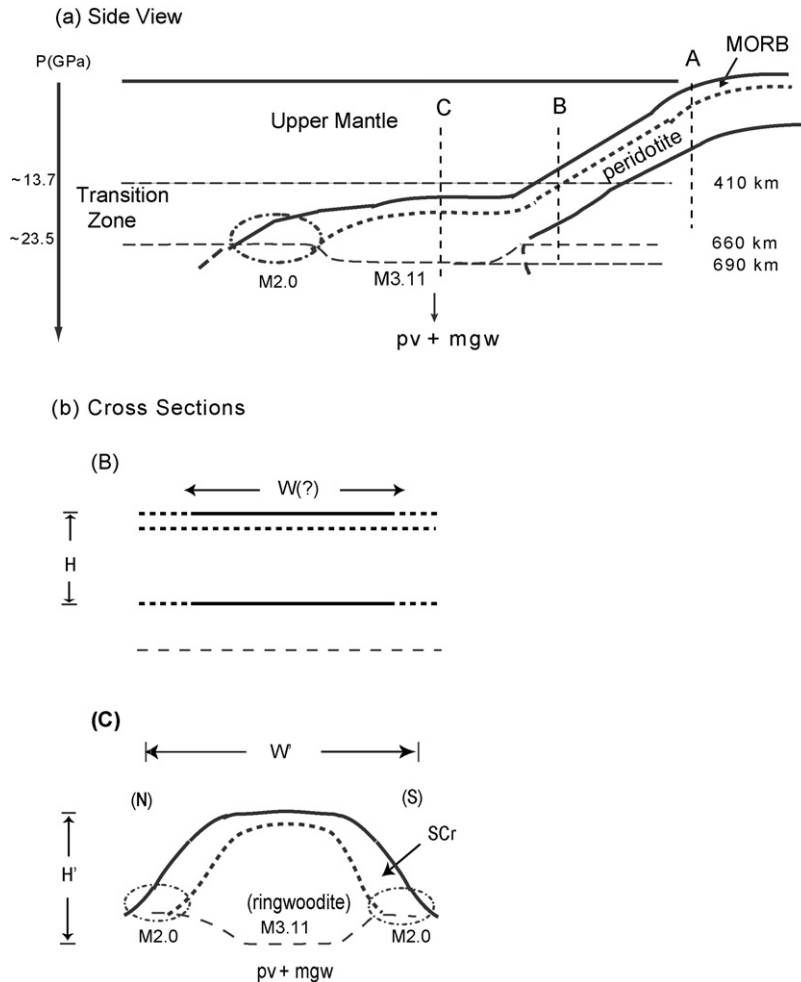 (a) Side View
P(GPa)
MORB
A
C
B
Upper Mantle
peridotite
~13.7
410 km
Transition
Zone
~23.5
660 km
690 km
M2.0
M3.11
pv + mgw
(b) Cross Sections
(B)
W(?)
H
(C)
W'
(N)
(S)
SCr
H'
(ringwoodite)
M3.11
M2.0
M2.0
pv + mgw